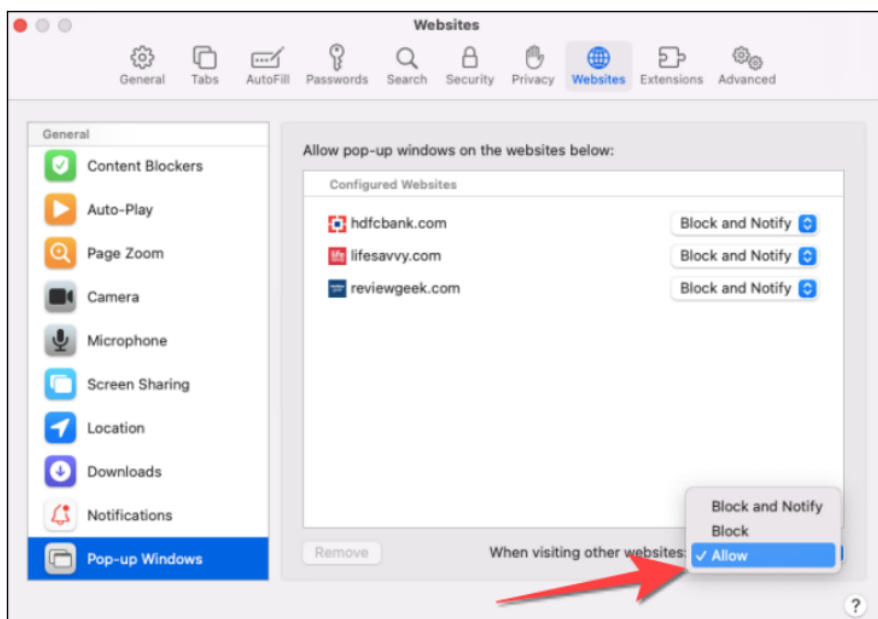 Websites
General Tabs AutoFill Passwords Search Security Privacy Websites Extensions Advanced
General
Content Blockers
Auto-Play
Page Zoom
Camera
Microphone
Screen Sharing
Location
Downloads
Notifications
Pop-up Windows
Allow pop-up windows on the websites below:
Configured Websites
hdfcbank.com Block and Notify
life lifesavvy.com Block and Notify
reviewgeek.com Block and Notify
Block and Notify
Block
Remove When visiting other websites: ✓ Allow
?